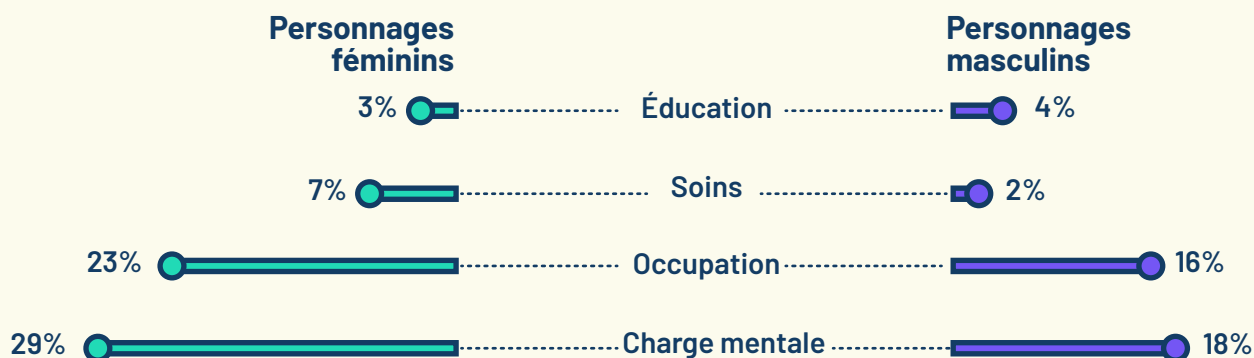 Personnages
féminins
Personnages
masculins
3% Éducation 4%
7% Soins 2%
23% Occupation 16%
29% Charge mentale 18%